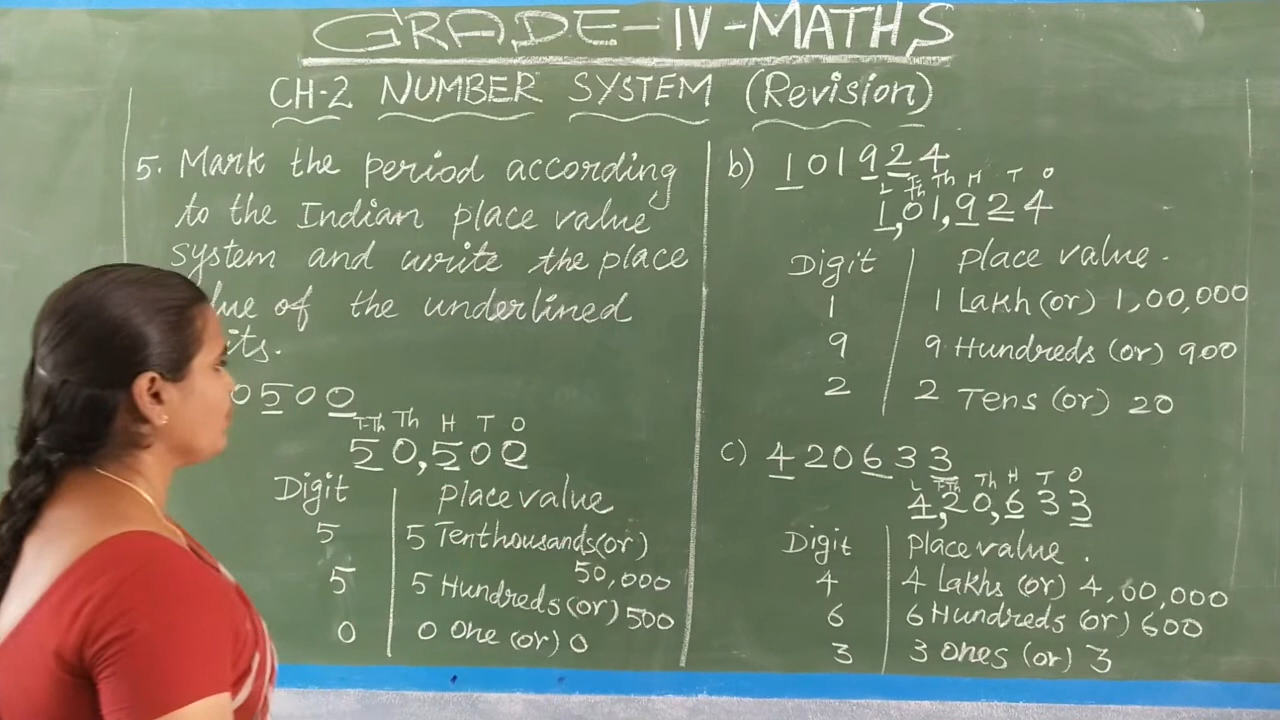 GRADE-IV-MATHS
CH-2 NUMBER SYSTEM (Revision)
5. Mark the period according
to the Indian place value
system and write the place
lue of the underlined
its.
0500
T-Th Th H T O
50,500
Digit Place value
5 5 Tenthousands(or)
50,000
5 5 Hundreds(or) 500
0 0 One (or) 0
b) 101924
L T-Th Th H T O
1,01,924
Digit Place value.
1 1 Lakh (or) 1,00,000
9 9 Hundreds (or) 900
2 2 Tens (or) 20
c) 420633
L T-Th Th H T O
4,20,633
Digit Place value.
4 4 Lakhs (or) 4,00,000
6 6 Hundreds (or) 600
3 3 ones (or) 3